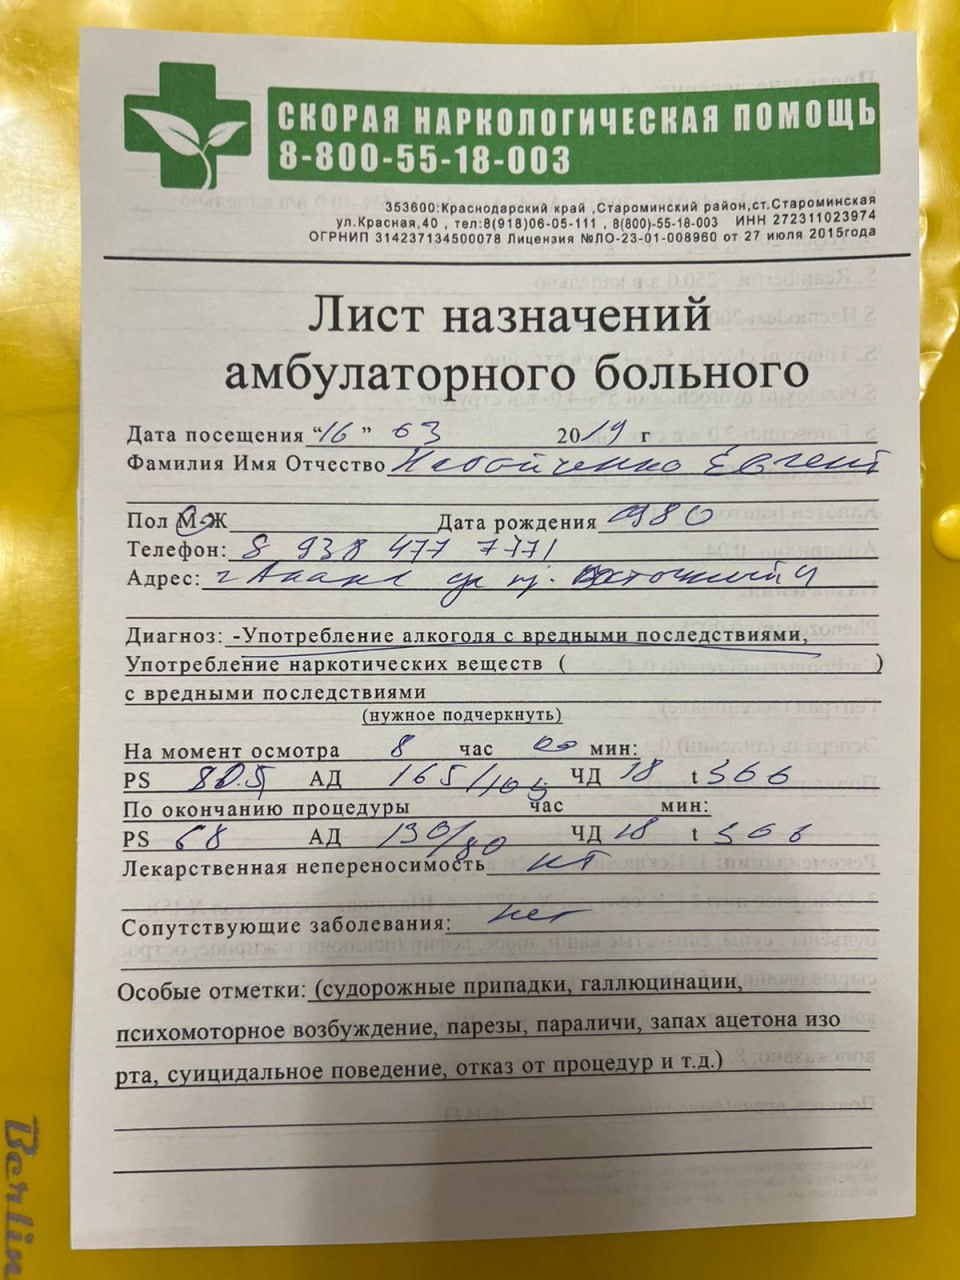 СКОРАЯ НАРКОЛОГИЧЕСКАЯ ПОМОЩЬ
8-800-55-18-003
353600:Краснодарский край ,Староминский район,ст.Староминская
ул.Красная,40 , тел:8(918)06-05-111 , 8(800)-55-18-003 ИНН 272311023974
ОГРНИП 314237134500078 Лицензия №ЛО-23-01-008960 от 27 июля 2015года
Лист назначений
амбулаторного больного
Дата посещения “16” 03 2019 г
Фамилия Имя Отчество Евгений
Пол М-Ж Дата рождения 1980
Телефон: 8 938 477 7771
Адрес: г
Диагноз: -Употребление алкоголя с вредными последствиями,
Употребление наркотических веществ ( )
с вредными последствиями
(нужное подчеркнуть)
На момент осмотра 8 час 00 мин:
PS АД 165/105 ЧД 18 t 366
По окончанию процедуры час мин:
PS 68 АД 130/80 ЧД 18 t 366
Лекарственная непереносимость нет
Сопутствующие заболевания: нет
Особые отметки: (судорожные припадки, галлюцинации,
психомоторное возбуждение, парезы, параличи, запах ацетона изо
рта, суицидальное поведение, отказ от процедур и т.д.)
Berlin